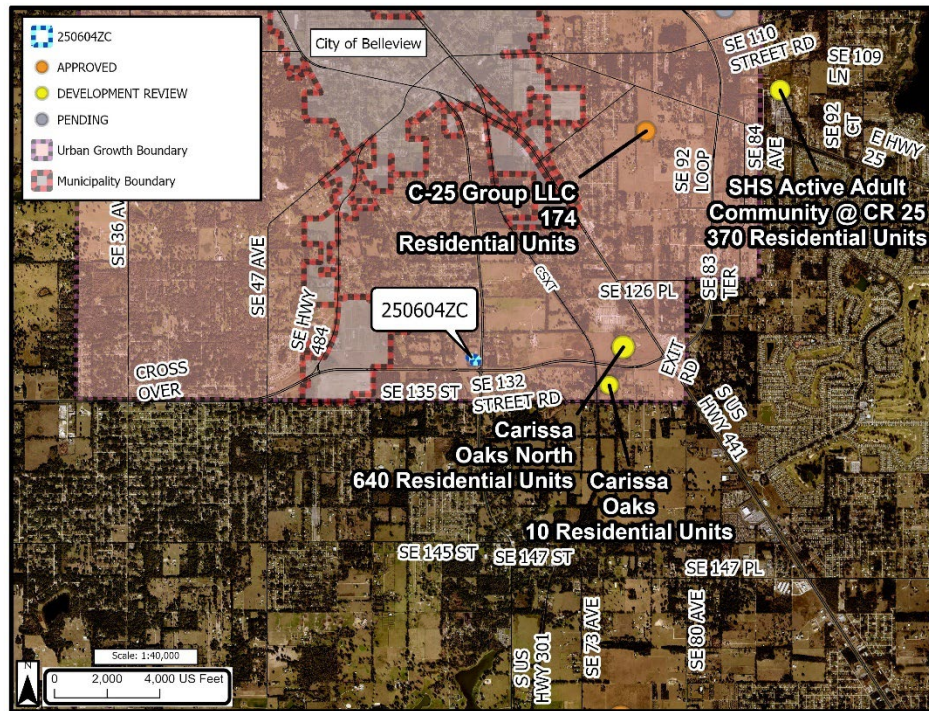 250604ZC
APPROVED
DEVELOPMENT REVIEW
PENDING
Urban Growth Boundary
Municipality Boundary
City of Belleview
SE 110
STREET RD
SE 109
LN
SE 92
CT
E HWY
25
SE 84
AVE
SE 92
LOOP
SE 36 AV
SE 47 AVE
C-25 Group LLC
174
Residential Units
SHS Active Adult
Community @ CR 25
370 Residential Units
SE 83
TER
SE 126 PL
CSXT
SE HWY
484
250604ZC
CROSS
OVER
SE 135 ST
SE 132
STREET RD
EXIT
RD
S US
HWY 441
Carissa
Oaks North
640 Residential Units
Carissa
Oaks
10 Residential Units
SE 145 ST
SE 147 ST
SE 147 PL
S US
HWY 301
SE 73 AVE
SE 80 AVE
Scale: 1:40,000
N
0 2,000 4,000 US Feet